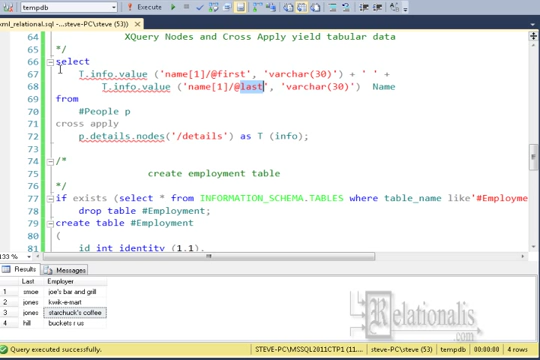 tempdb
Execute
xml_relational.sql - steve-PC\steve (53))
64 XQuery Nodes and Cross Apply yield tabular data
65 */
66 select
67 T.info.value ('name[1]/@first', 'varchar(30)') + ' ' +
68 T.info.value ('name[1]/@last', 'varchar(30)') Name
69 from
70 #People p
71 cross apply
72 p.details.nodes('/details') as T (info);
73
74 /*
75 create employment table
76 */
77 if exists (select * from INFORMATION_SCHEMA.TABLES where table_name like'#Employme
78 drop table #Employment;
79 create table #Employment
80 (
81 id int identity (1,1),
133 %
Results Messages
Last Employer
1 smoe joe's bar and grill
2 jones kwik-e-mart
3 jones starchuck's coffee
4 hill buckets r us
Relationalis
.com
Query executed successfully. STEVE-PC\MSSQL2011CTP1 (11.... steve-PC\steve (53) tempdb 00:00:00 4 rows